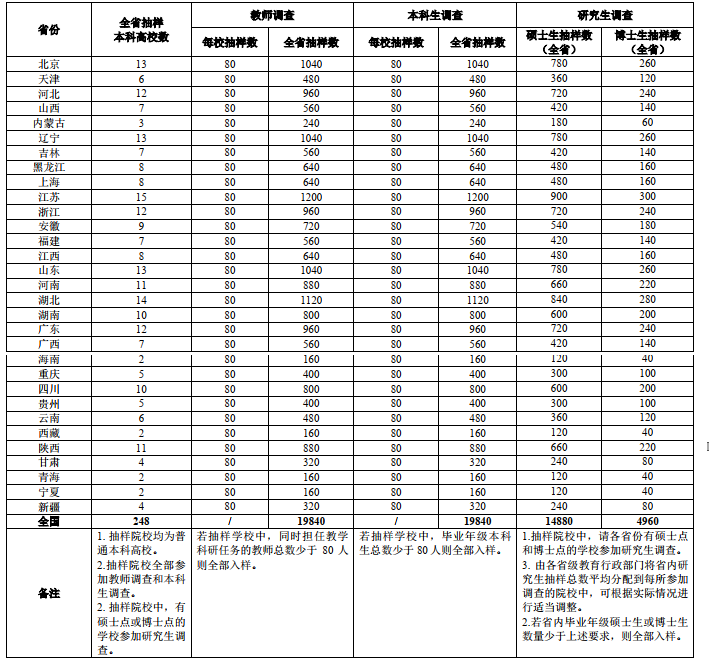 省份 全省抽样 教师调查 本科生调查 研究生调查
本科高校数 每校抽样数 全省抽样数 每校抽样数 全省抽样数 硕士生抽样数 博士生抽样数
（全省） （全省）
北京 13 80 1040 80 1040 780 260
天津 6 80 480 80 480 360 120
河北 12 80 960 80 960 720 240
山西 7 80 560 80 560 420 140
内蒙古 3 80 240 80 240 180 60
辽宁 13 80 1040 80 1040 780 260
吉林 7 80 560 80 560 420 140
黑龙江 8 80 640 80 640 480 160
上海 8 80 640 80 640 480 160
江苏 15 80 1200 80 1200 900 300
浙江 12 80 960 80 960 720 240
安徽 9 80 720 80 720 540 180
福建 7 80 560 80 560 420 140
江西 8 80 640 80 640 480 160
山东 13 80 1040 80 1040 780 260
河南 11 80 880 80 880 660 220
湖北 14 80 1120 80 1120 840 280
湖南 10 80 800 80 800 600 200
广东 12 80 960 80 960 720 240
广西 7 80 560 80 560 420 140
海南 2 80 160 80 160 120 40
重庆 5 80 400 80 400 300 100
四川 10 80 800 80 800 600 200
贵州 5 80 400 80 400 300 100
云南 6 80 480 80 480 360 120
西藏 2 80 160 80 160 120 40
陕西 11 80 880 80 880 660 220
甘肃 4 80 320 80 320 240 80
青海 2 80 160 80 160 120 40
宁夏 2 80 160 80 160 120 40
新疆 4 80 320 80 320 240 80
全国 248 / 19840 / 19840 14880 4960
备注
1. 抽样院校均为普
通本科高校。
2.抽样院校全部参
加教师调查和本科
生调查。
2. 抽样院校中，有
硕士点或博士点的
学校参加研究生调
查。
若抽样学校中，同时担任教学
科研任务的教师总数少于 80 人
则全部入样。
若抽样学校中，毕业年级本科
生总数少于 80 人则全部入样。
1.抽样院校中，请各省份有硕士点
和博士点的学校参加研究生调查。
3. 由各省级教育行政部门将省内研
究生抽样总数平均分配到每所参加
调查的院校中，可根据实际情况进
行适当调整。
2.若省内毕业年级硕士生或博士生
数量少于上述要求，则全部入样。